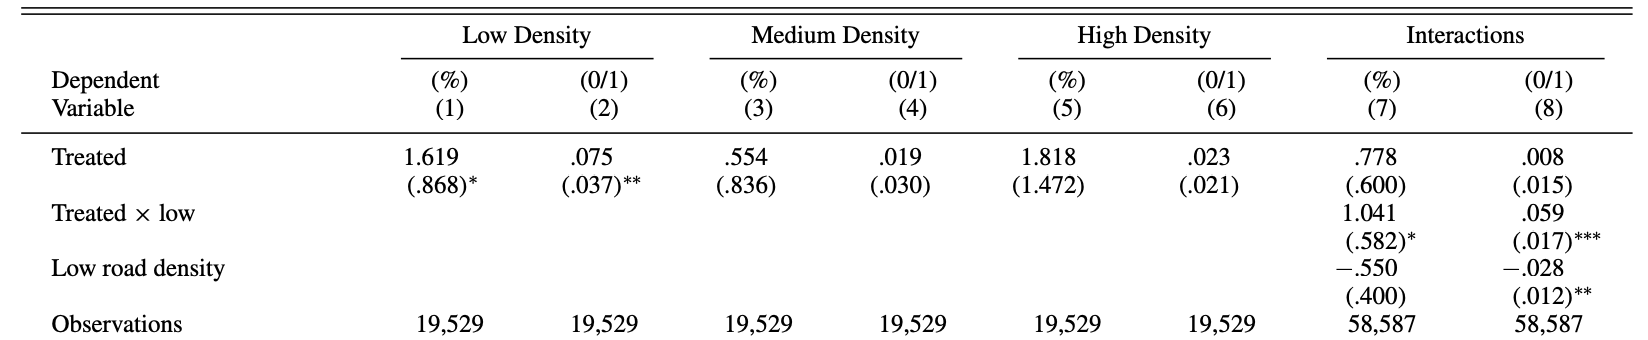 Low Density Medium Density High Density Interactions
Dependent (%) (0/1) (%) (0/1) (%) (0/1) (%) (0/1)
Variable (1) (2) (3) (4) (5) (6) (7) (8)
Treated 1.619 .075 .554 .019 1.818 .023 .778 .008
(.868)* (.037)** (.836) (.030) (1.472) (.021) (.600) (.015)
Treated × low 1.041 .059
(.582)* (.017)***
Low road density −.550 −.028
(.400) (.012)**
Observations 19,529 19,529 19,529 19,529 19,529 19,529 58,587 58,587